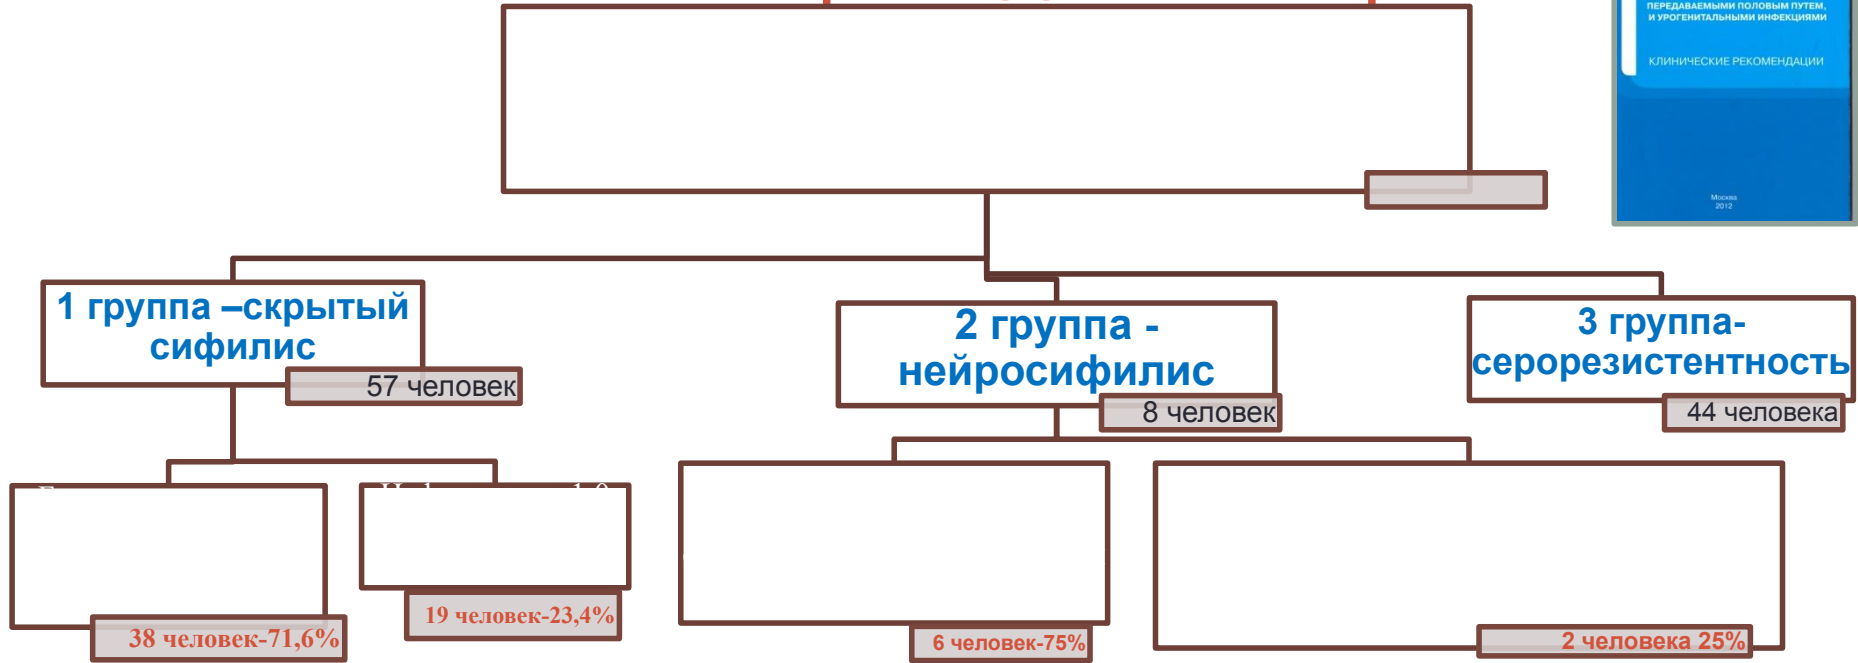 ПЕРЕДАВАЕМЫМИ ПОЛОВЫМ ПУТЕМ,
И УРОГЕНИТАЛЬНЫМИ ИНФЕКЦИЯМИ
КЛИНИЧЕСКИЕ РЕКОМЕНДАЦИИ
Москва
2012
1 группа –скрытый
сифилис
57 человек
2 группа -
нейросифилис
8 человек
3 группа-
серорезистентность
44 человека
38 человек-71,6%
19 человек-23,4%
6 человек-75%
2 человека 25%